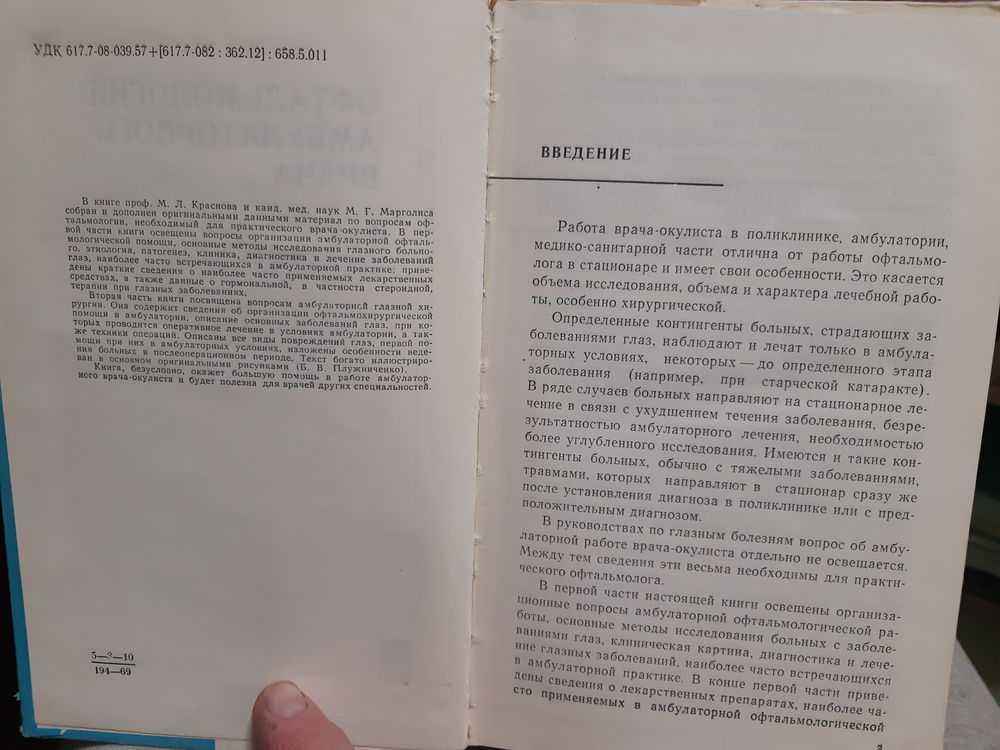 УДК 617.7-08-039.57+[617.7-082 : 362.12] : 658.5.011
В книге проф. М. Л. Краснова и канд. мед. наук М. Г. Марголиса
собран и дополнен оригинальными данными материал по вопросам оф-
тальмологии, необходимый для практического врача-окулиста. В пер-
вой части книги освещены вопросы организации амбулаторной офталь-
мологической помощи, основные методы исследования глазного больно-
го, этиология, патогенез, клиника, диагностика и лечение заболеваний
глаз, наиболее часто встречающихся в амбулаторной практике; приве-
дены краткие сведения о наиболее часто применяемых лекарственных
средствах, а также данные о гормональной, в частности стероидной,
терапии при глазных заболеваниях.
Вторая часть книги посвящена вопросам амбулаторной глазной хи-
рургии. Она содержит сведения об организации офтальмохирургической
помощи в амбулатории, описание основных заболеваний глаз, при ко-
торых проводится оперативное лечение в условиях амбулатории, а так-
же техники операций. Описаны все виды повреждений глаз, первой по-
мощи при них в амбулаторных условиях, изложены особенности веде-
ния больных в послеоперационном периоде. Текст богато иллюстриро-
ван в основном оригинальными рисунками (Б. В. Плужниченко).
Книга, безусловно, окажет большую помощь в работе амбулатор-
ного врача-окулиста и будет полезна для врачей других специальностей.
5—3—10
194—69
ВВЕДЕНИЕ
Работа врача-окулиста в поликлинике, амбулатории,
медико-санитарной части отлична от работы офтальмо-
лога в стационаре и имеет свои особенности. Это касается
объема исследования, объема и характера лечебной рабо-
ты, особенно хирургической.
Определенные контингенты больных, страдающих за-
болеваниями глаз, наблюдают и лечат только в амбула-
торных условиях, некоторых — до определенного этапа
заболевания (например, при старческой катаракте).
В ряде случаев больных направляют на стационарное ле-
чение в связи с ухудшением течения заболевания, безре-
зультатностью амбулаторного лечения, необходимостью
более углубленного исследования. Имеются и такие кон-
тингенты больных, обычно с тяжелыми заболеваниями,
травмами, которых направляют в стационар сразу же
после установления диагноза в поликлинике или с пред-
положительным диагнозом.
В руководствах по глазным болезням вопрос об амбу-
латорной работе врача-окулиста отдельно не освещается.
Между тем сведения эти весьма необходимы для практи-
ческого офтальмолога.
В первой части настоящей книги освещены организа-
ционные вопросы амбулаторной офтальмологической ра-
боты, основные методы исследования больных с заболе-
ваниями глаз, клиническая картина, диагностика и лече-
ние глазных заболеваний, наиболее часто встречающихся
в амбулаторной практике. В конце первой части приве-
дены сведения о лекарственных препаратах, наиболее ча-
сто применяемых в амбулаторной офтальмологической